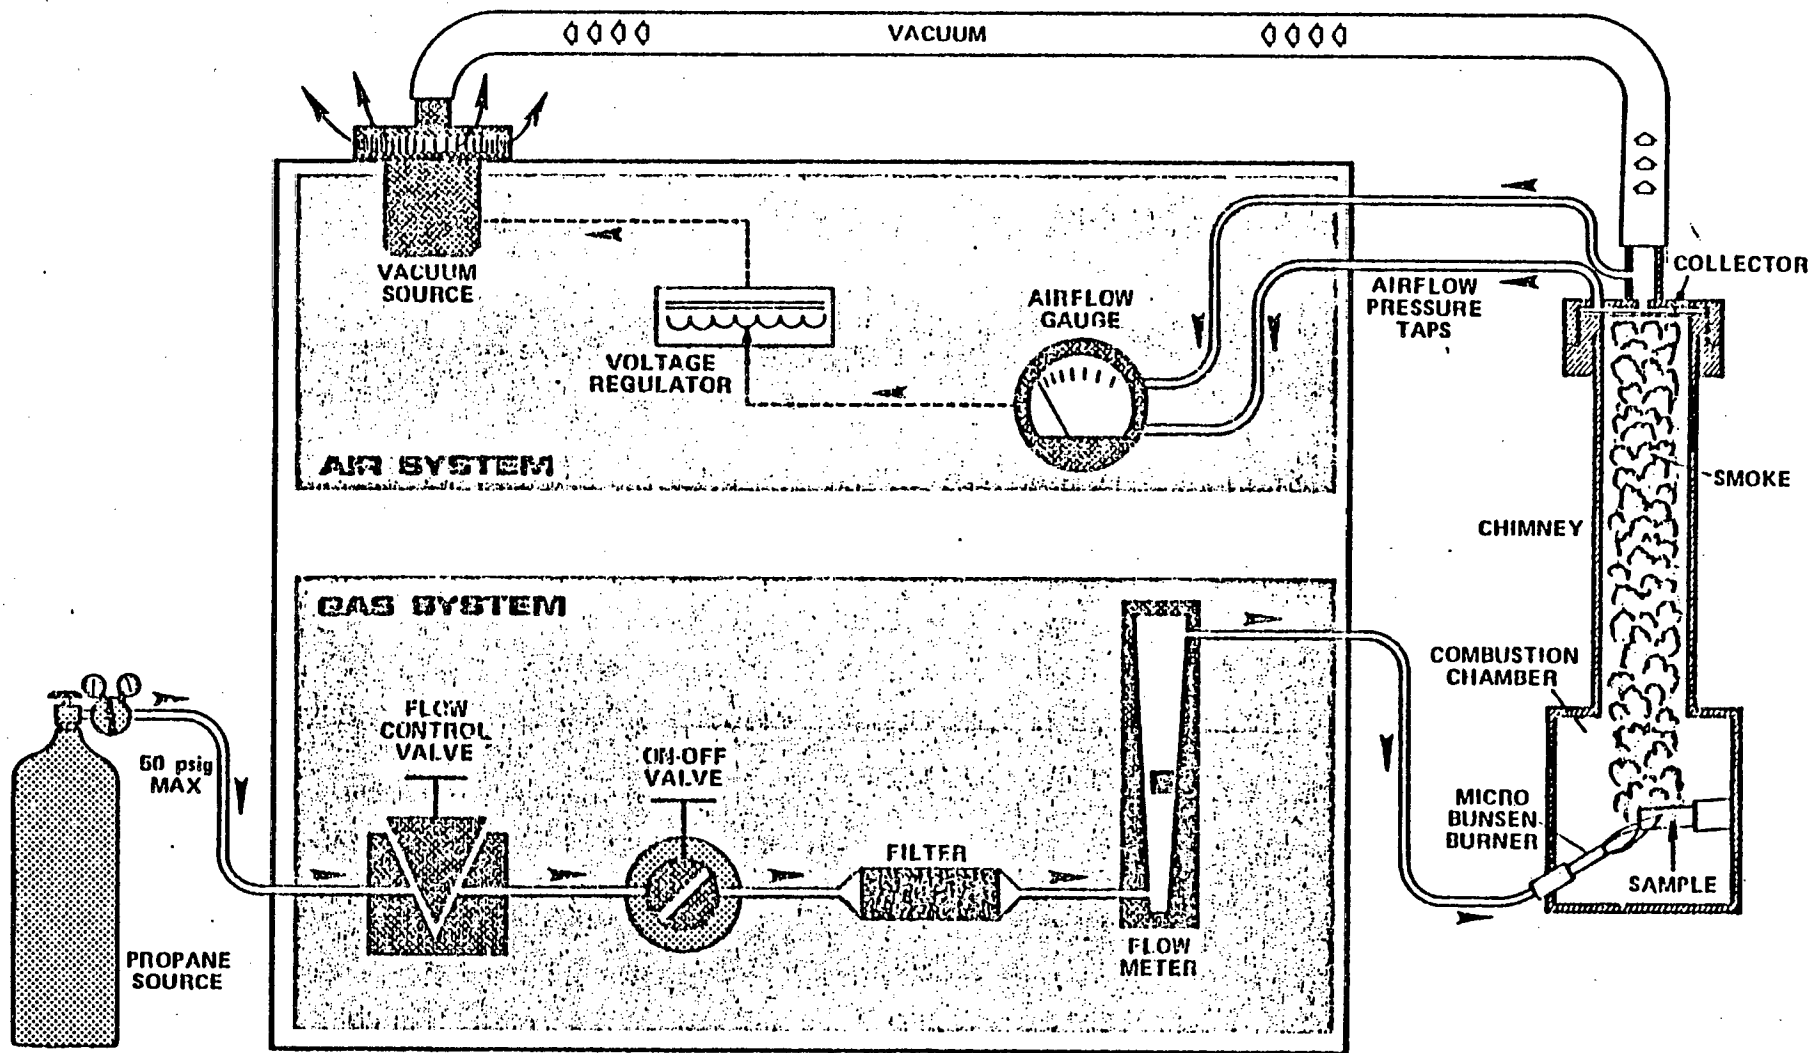 VACUUM
VACUUM
SOURCE
VOLTAGE
REGULATOR
AIRFLOW
GAUGE
AIRFLOW
PRESSURE
TAPS
COLLECTOR
AIR SYSTEM
SMOKE
CHIMNEY
GAS SYSTEM
COMBUSTION
CHAMBER
60 psig
MAX
FLOW
CONTROL
VALVE
ON-OFF
VALVE
FILTER
MICRO
BUNSEN
BURNER
SAMPLE
FLOW
METER
PROPANE
SOURCE